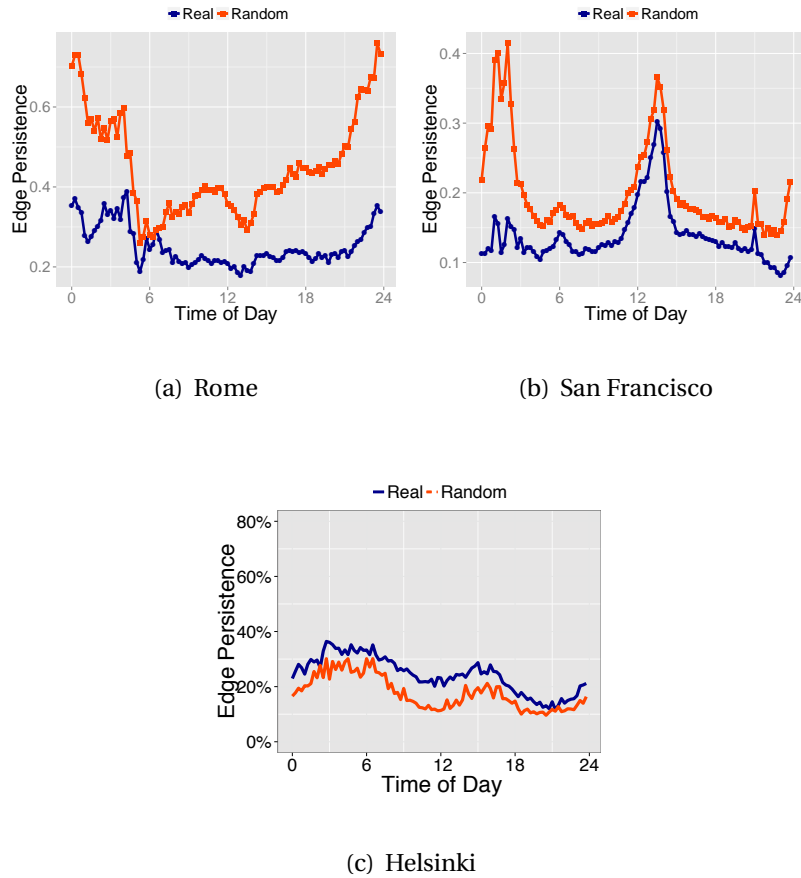 Real Random
Edge Persistence
0.6
0.4
0.2
0 6 12 18 24
Time of Day
(a) Rome
Real Random
Edge Persistence
0.4
0.3
0.2
0.1
0 6 12 18 24
Time of Day
(b) San Francisco
Real Random
Edge Persistence
80%
60%
40%
20%
0%
0 6 12 18 24
Time of Day
(c) Helsinki